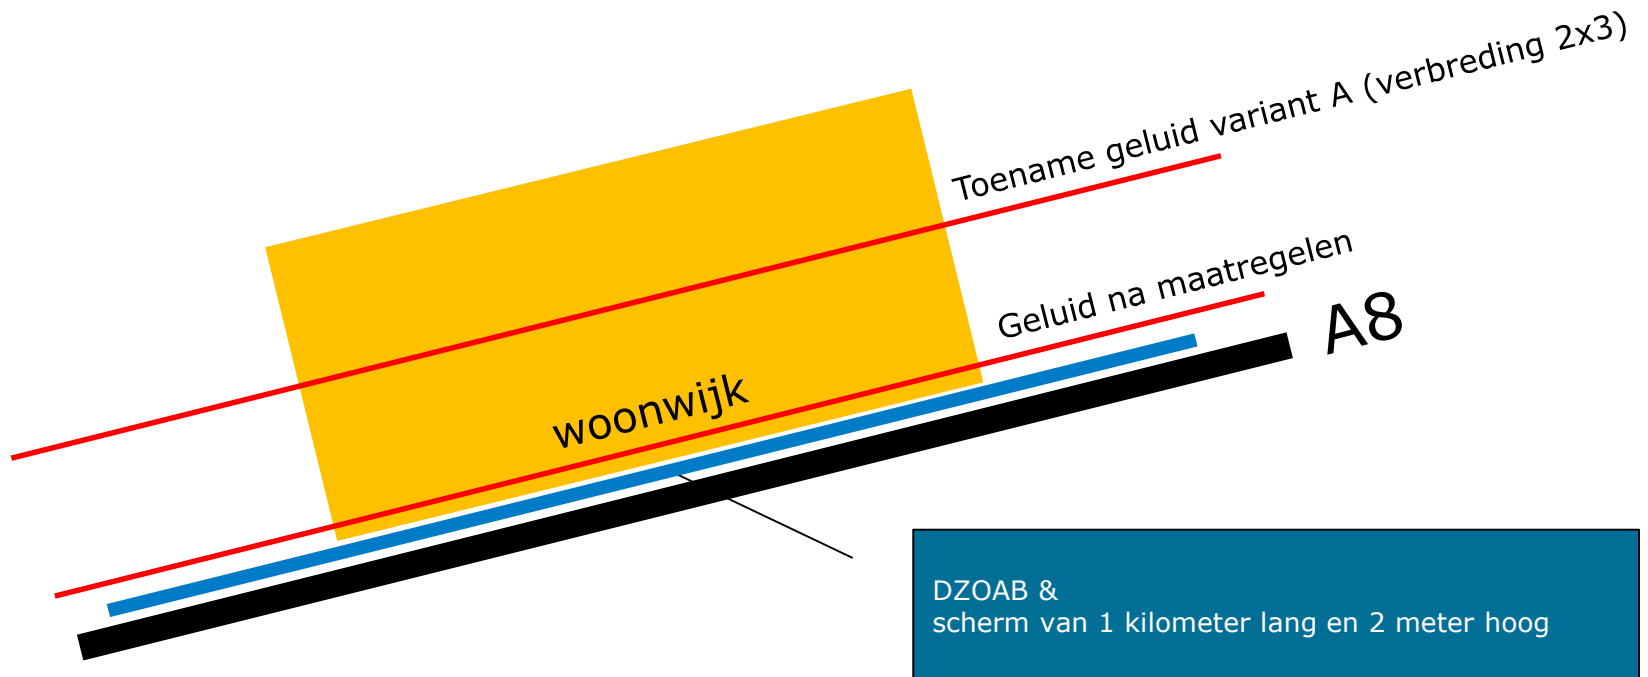 Toename geluid variant A (verbreding 2x3)
Geluid na maatregelen
A8
woonwijk
DZOAB &
scherm van 1 kilometer lang en 2 meter hoog